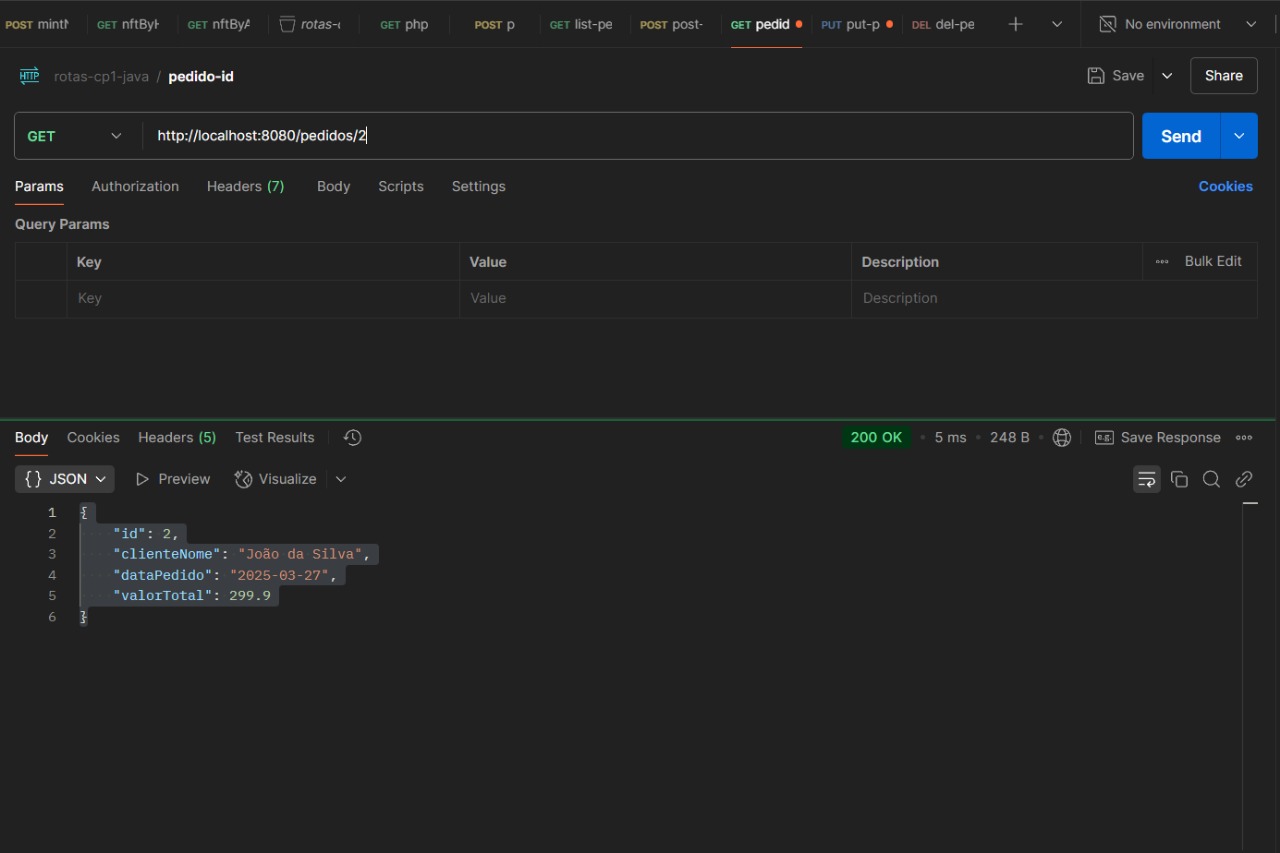 POST mintN GET nftByH GET nftByA rotas-c GET php POST p GET list-pe POST post- GET pedid PUT put-p DEL del-pe No environment
HTTP rotas-cp1-java / pedido-id Save Share
GET http://localhost:8080/pedidos/2 Send
Params Authorization Headers (7) Body Scripts Settings Cookies
Query Params
Key Value Description Bulk Edit
Key Value Description
Body Cookies Headers (5) Test Results 200 OK • 5 ms • 248 B • e.g. Save Response
{} JSON Preview Visualize
1 {
2 "id": 2,
3 "clienteNome": "João da Silva",
4 "dataPedido": "2025-03-27",
5 "valorTotal": 299.9
6 }